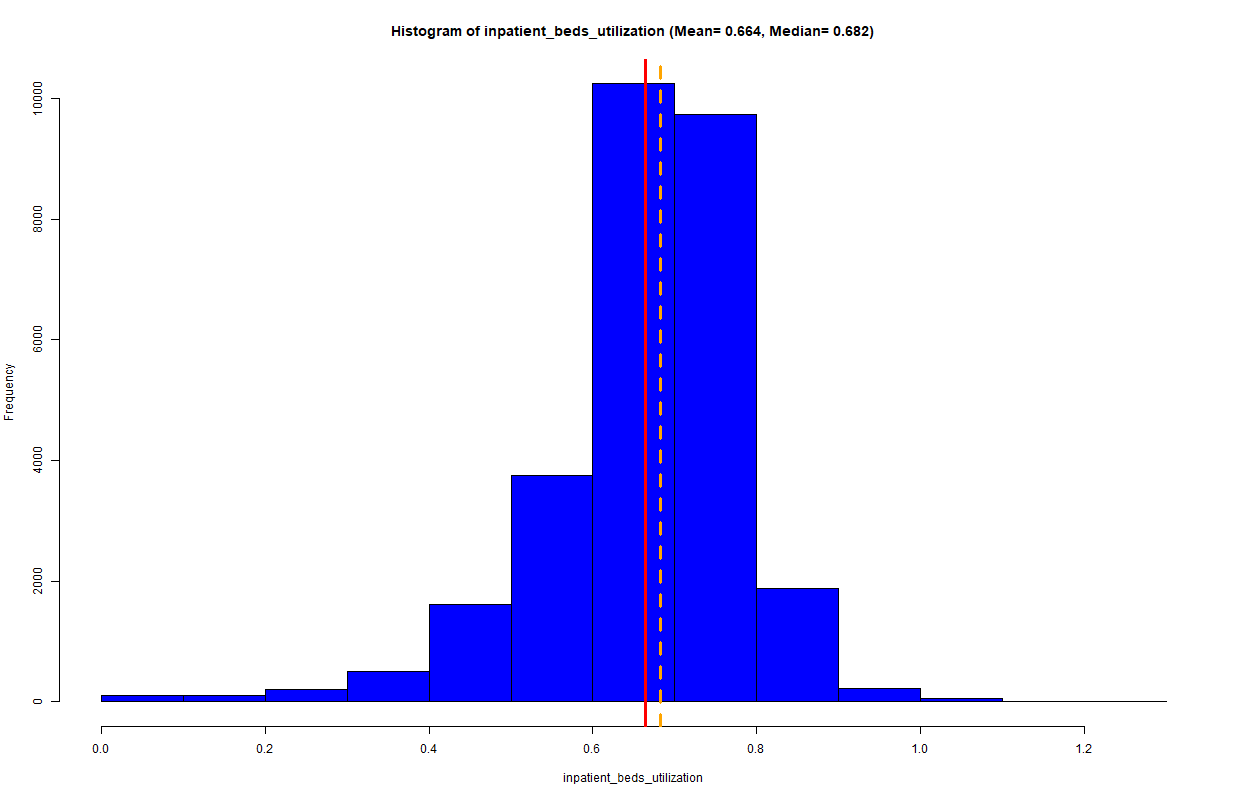 Histogram of inpatient_beds_utilization (Mean= 0.664, Median= 0.682)
Frequency
10000
8000
6000
4000
2000
0
0.0 0.2 0.4 0.6 0.8 1.0 1.2
inpatient_beds_utilization